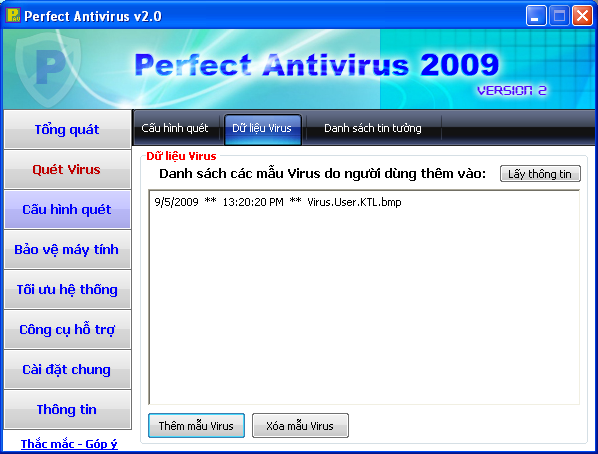 Perfect Antivirus v2.0
Perfect Antivirus 2009
VERSION 2
Tổng quát
Quét Virus
Cấu hình quét
Bảo vệ máy tính
Tối ưu hệ thống
Công cụ hỗ trợ
Cài đặt chung
Thông tin
Thắc mắc - Góp ý
Cấu hình quét
Dữ liệu Virus
Danh sách tin tưởng
Dữ liệu Virus
Danh sách các mẫu Virus do người dùng thêm vào:
Lấy thông tin
9/5/2009 ** 13:20:20 PM ** Virus.User.KTL.bmp
Thêm mẫu Virus
Xóa mẫu Virus